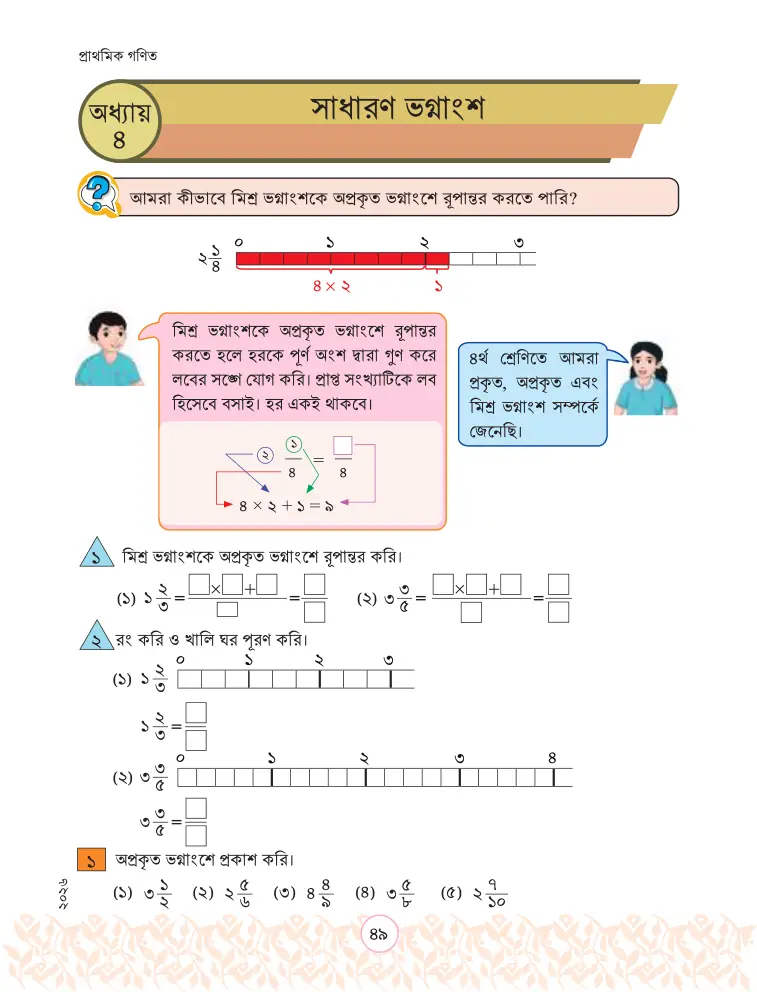 প্রাথমিক গণিত
অধ্যায়
৪
সাধারণ ভগ্নাংশ
আমরা কীভাবে মিশ্র ভগ্নাংশকে অপ্রকৃত ভগ্নাংশে রূপান্তর করতে পারি?
০ ১ ২ ৩
২ ১/৪
৪ × ২ ১
মিশ্র ভগ্নাংশকে অপ্রকৃত ভগ্নাংশে রূপান্তর
করতে হলে হরকে পূর্ণ অংশ দ্বারা গুণ করে
লবের সঙ্গে যোগ করি। প্রাপ্ত সংখ্যাটিকে লব
হিসেবে বসাই। হর একই থাকবে।
২ ১/৪ = □/৪
৪ × ২ + ১ = ৯
৪র্থ শ্রেণিতে আমরা
প্রকৃত, অপ্রকৃত এবং
মিশ্র ভগ্নাংশ সম্পর্কে
জেনেছি।
১ মিশ্র ভগ্নাংশকে অপ্রকৃত ভগ্নাংশে রূপান্তর করি।
(১) ১ ২/৩ = □×□+□/□ = □/□ (২) ৩ ৩/৫ = □×□+□/□ = □/□
২ রং করি ও খালি ঘর পূরণ করি।
০ ১ ২ ৩
(১) ১ ২/৩
১ ২/৩ = □/□
০ ১ ২ ৩ ৪
(২) ৩ ৩/৫
৩ ৩/৫ = □/□
১ অপ্রকৃত ভগ্নাংশে প্রকাশ করি।
(১) ৩ ১/২ (২) ২ ৫/৬ (৩) ৪ ৪/৯ (৪) ৩ ৫/৮ (৫) ২ ৭/১০
২০২৬
৪৯